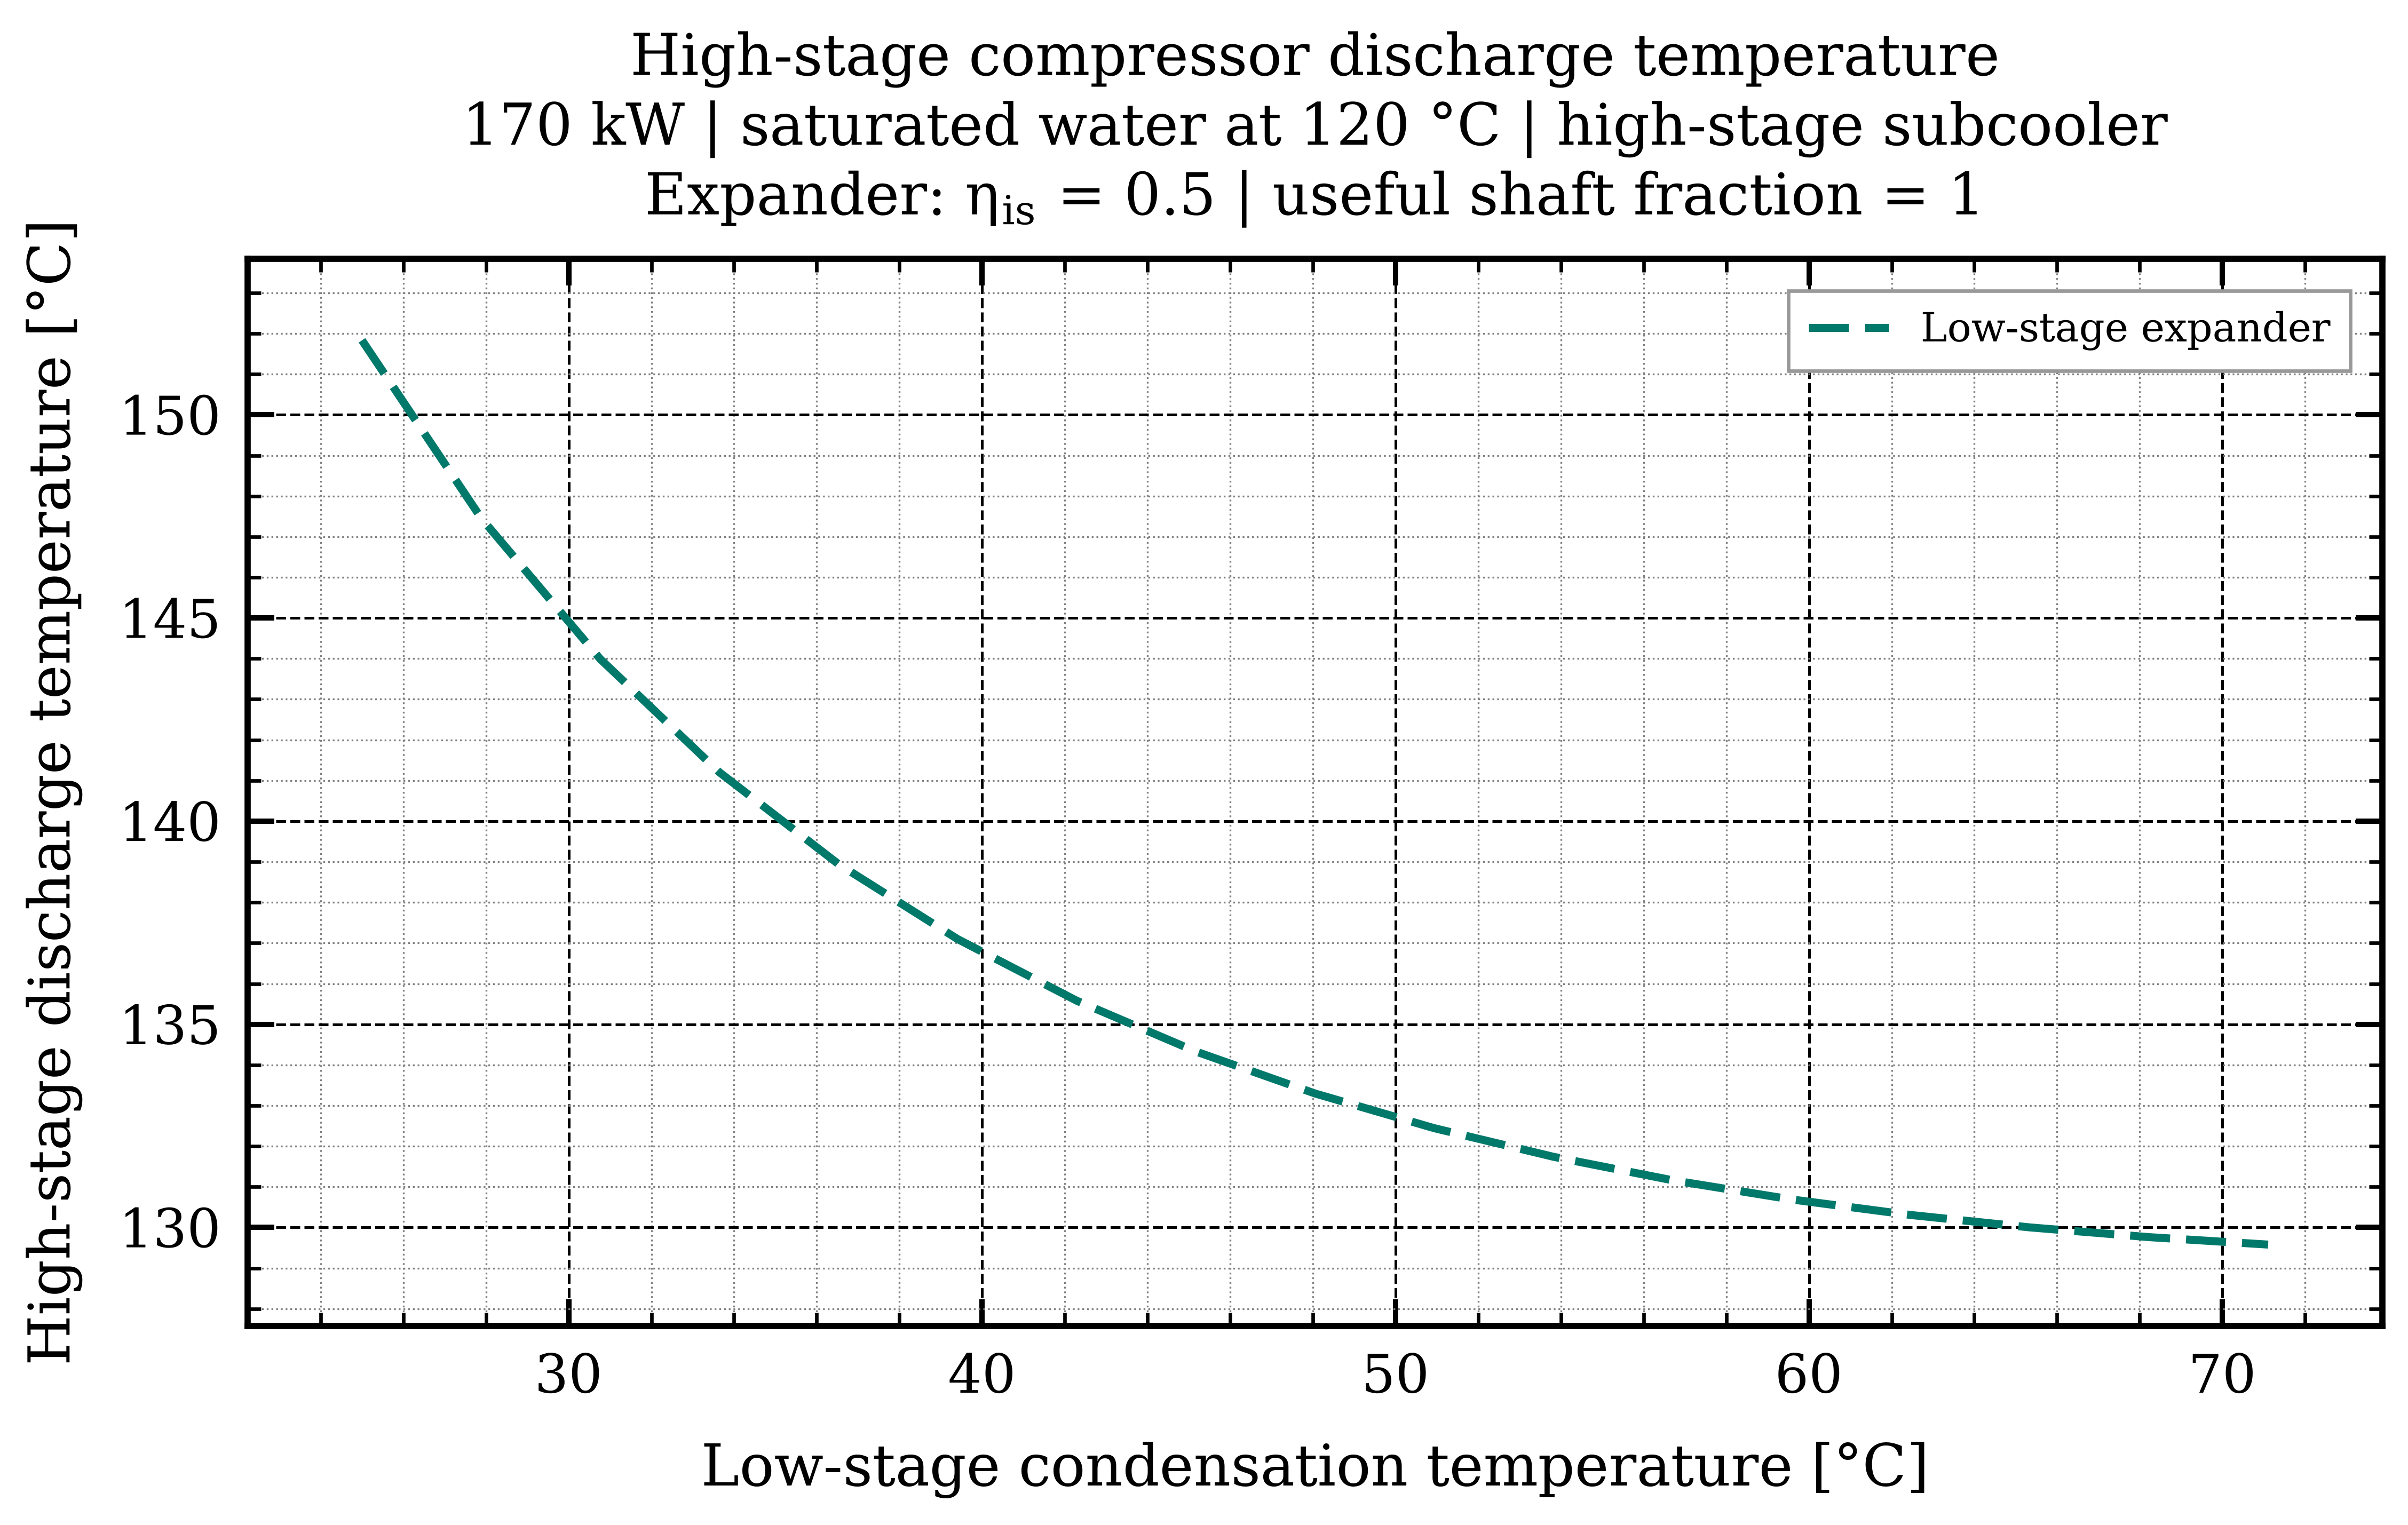 High-stage compressor discharge temperature
170 kW | saturated water at 120 °C | high-stage subcooler
Expander: ηis = 0.5 | useful shaft fraction = 1
High-stage discharge temperature [°C]
150
145
140
135
130
Low-stage expander
30 40 50 60 70
Low-stage condensation temperature [°C]